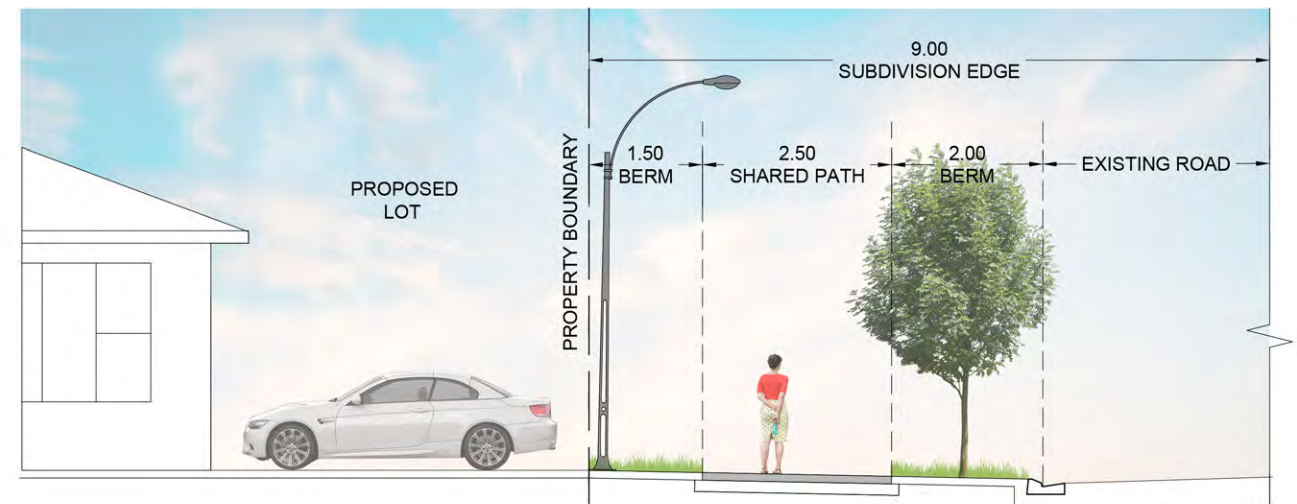 9.00
SUBDIVISION EDGE
PROPERTY BOUNDARY
1.50
BERM
2.50
SHARED PATH
2.00
BERM
EXISTING ROAD
PROPOSED
LOT